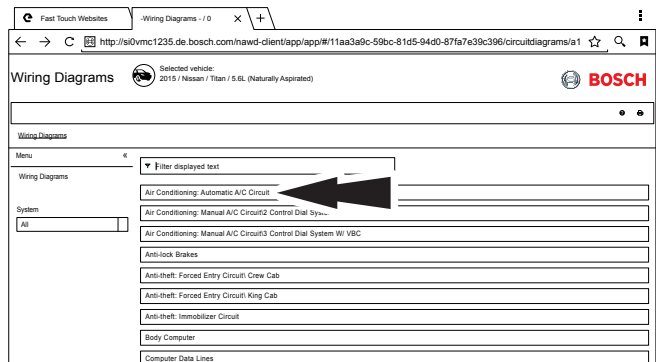 Fast Touch Websites
-Wiring Diagrams - / 0
http://si0vmc1235.de.bosch.com/nawd-client/app/app/#/11aa3a9c-59bc-81d5-94d0-87fa7e39c396/circuitdiagrams/a1
Wiring Diagrams
Selected vehicle:
2015 / Nissan / Titan / 5.6L (Naturally Aspirated)
BOSCH
Wiring Diagrams
Menu «
Wiring Diagrams
System
All
Filter displayed text
Air Conditioning: Automatic A/C Circuit
Air Conditioning: Manual A/C Circuit\2 Control Dial
Air Conditioning: Manual A/C Circuit\3 Control Dial System W/ VBC
Anti-lock Brakes
Anti-theft: Forced Entry Circuit\ Crew Cab
Anti-theft: Forced Entry Circuit\ King Cab
Anti-theft: Immobilizer Circuit
Body Computer
Computer Data Lines